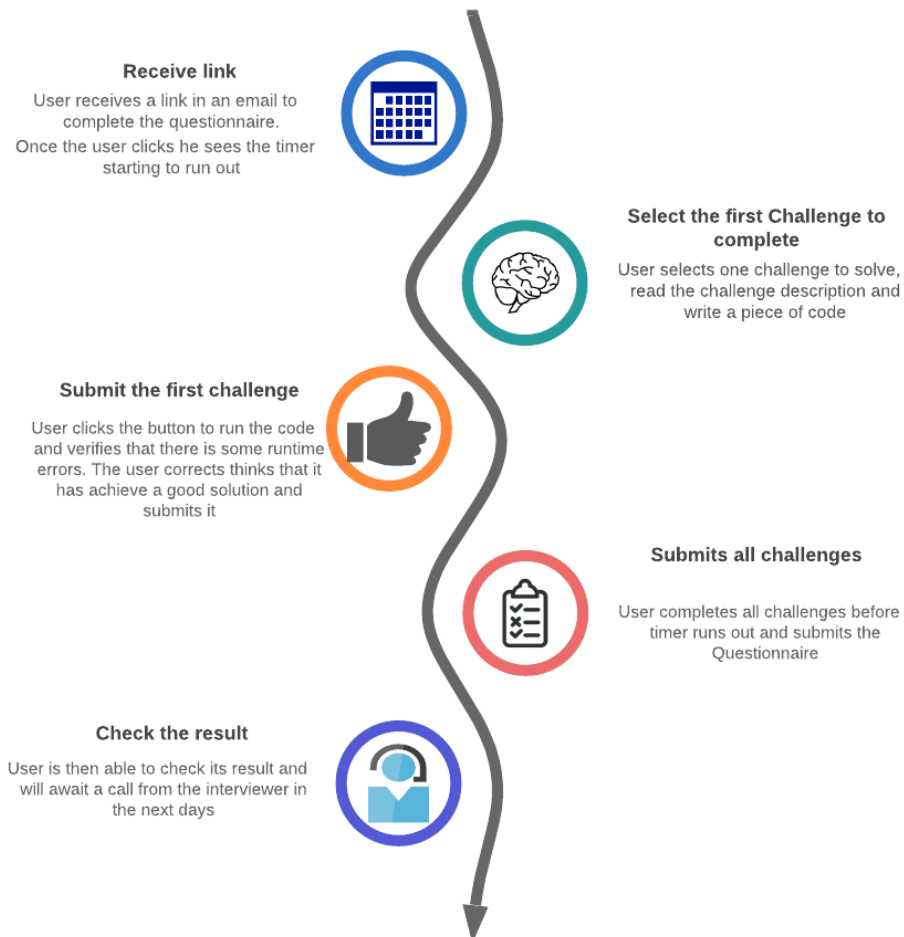 Receive link
User receives a link in an email to
complete the questionnaire.
Once the user clicks he sees the timer
starting to run out
Select the first Challenge to
complete
User selects one challenge to solve,
read the challenge description and
write a piece of code
Submit the first challenge
User clicks the button to run the code
and verifies that there is some runtime
errors. The user corrects thinks that it
has achieve a good solution and
submits it
Submits all challenges
User completes all challenges before
timer runs out and submits the
Questionnaire
Check the result
User is then able to check its result and
will await a call from the interviewer in
the next days